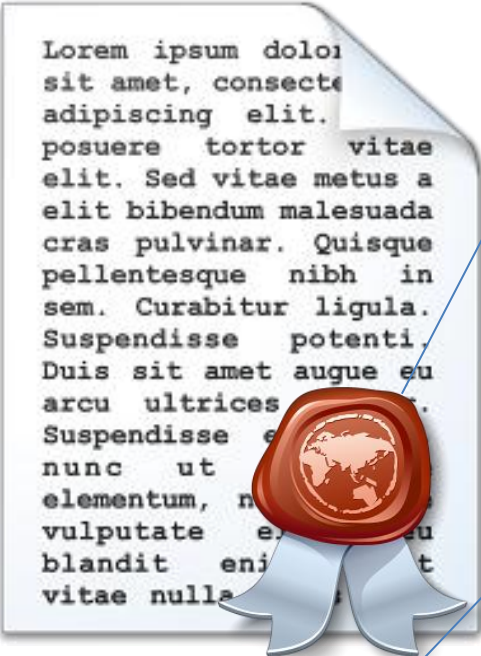 Lorem ipsum
sit amet,
adipiscing elit.
posuere tortor vitae
elit. Sed vitae metus a
elit bibendum malesuada
cras pulvinar. Quisque
pellentesque nibh in
sem. Curabitur ligula.
Suspendisse potenti.
Duis sit amet augue eu
arcu ultrices
Suspendisse
nunc ut
elementum,
vulputate
blandit
vitae nulla